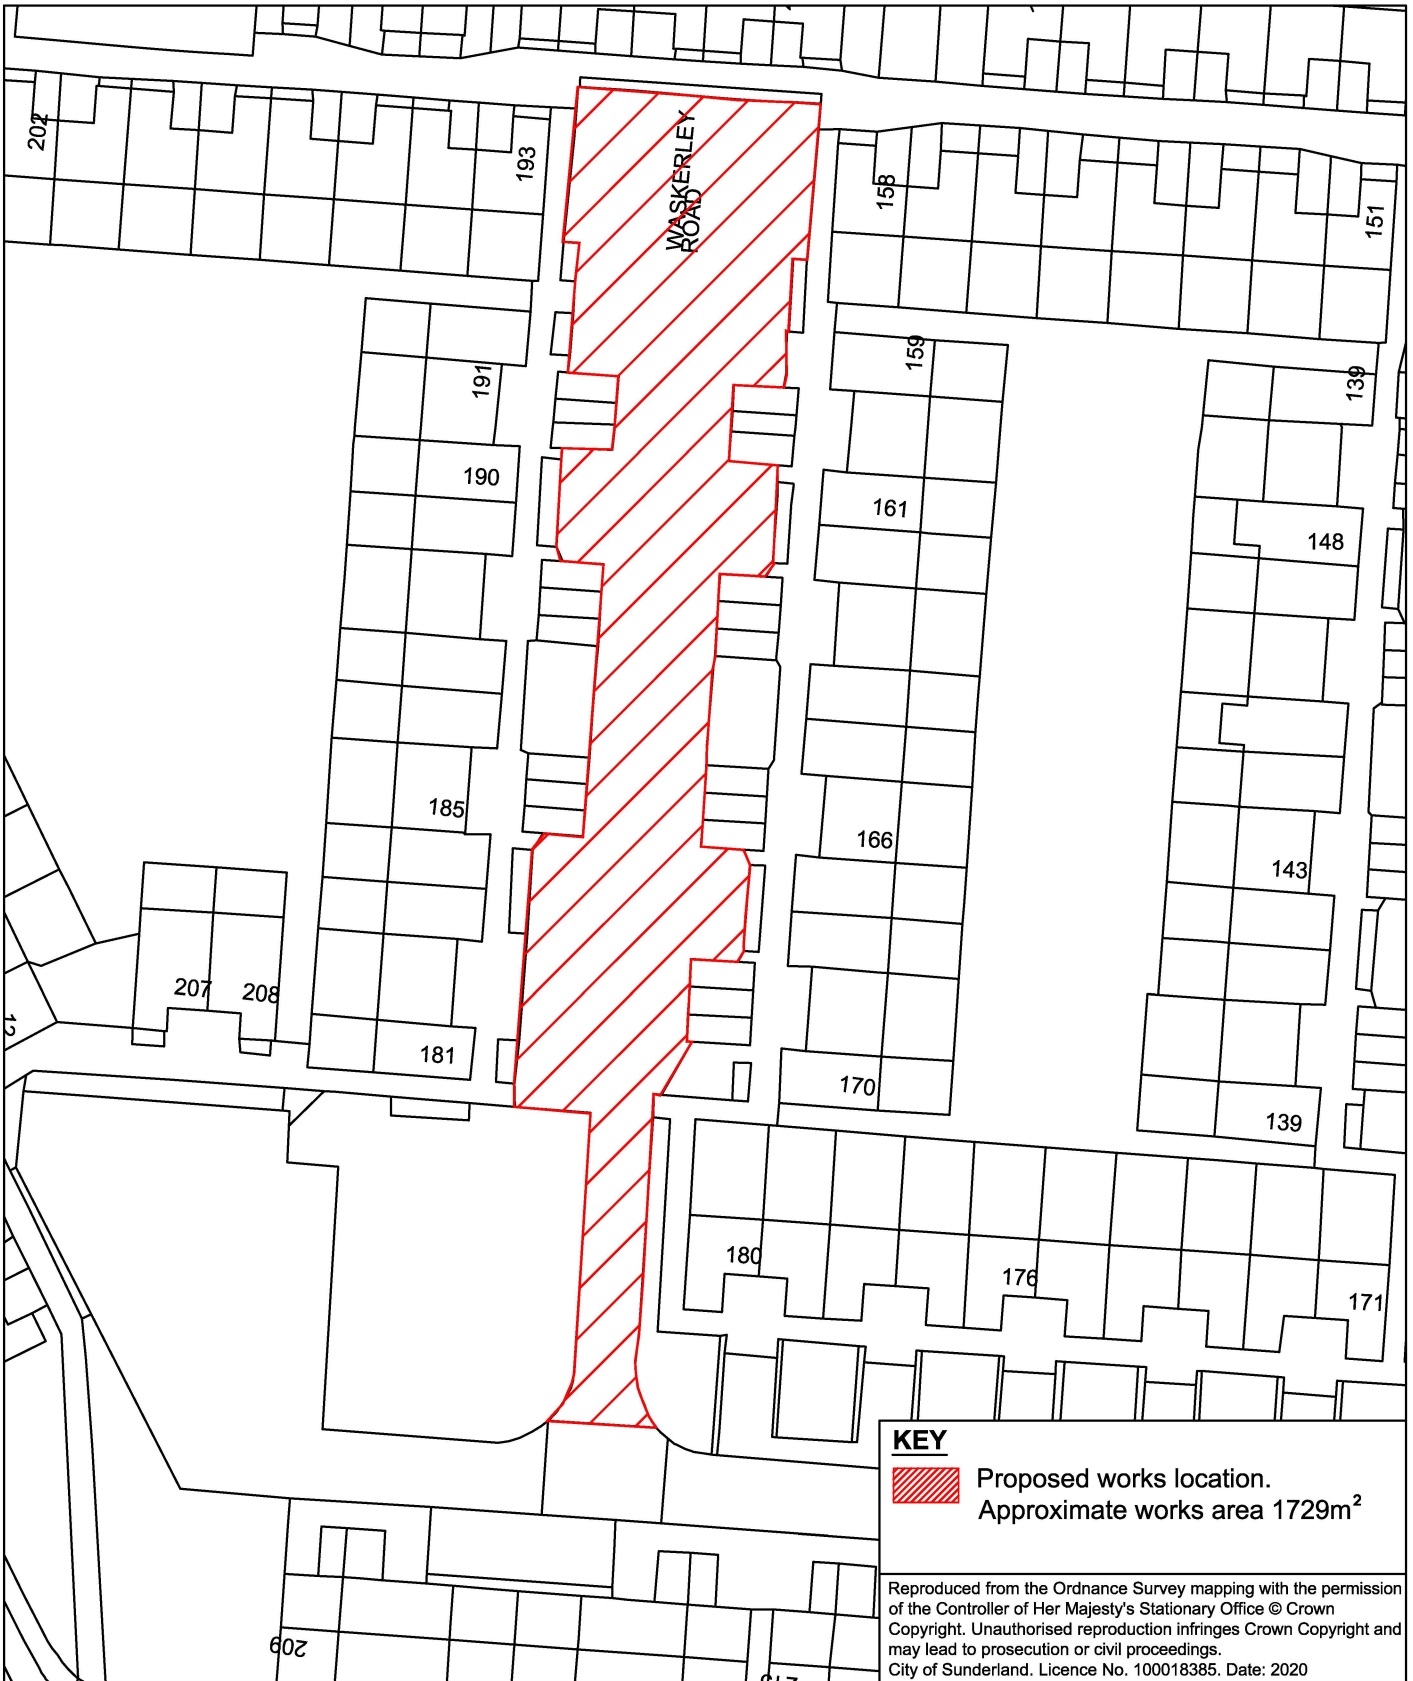 WASKERLEY
ROAD
202
193
158
151
159
139
191
190
161
148
185
166
143
207
208
12
181
170
139
180
176
171
209
KEY
Proposed works location.
Approximate works area 1729m²
Reproduced from the Ordnance Survey mapping with the permission
of the Controller of Her Majesty's Stationary Office © Crown
Copyright. Unauthorised reproduction infringes Crown Copyright and
may lead to prosecution or civil proceedings.
City of Sunderland. Licence No. 100018385. Date: 2020